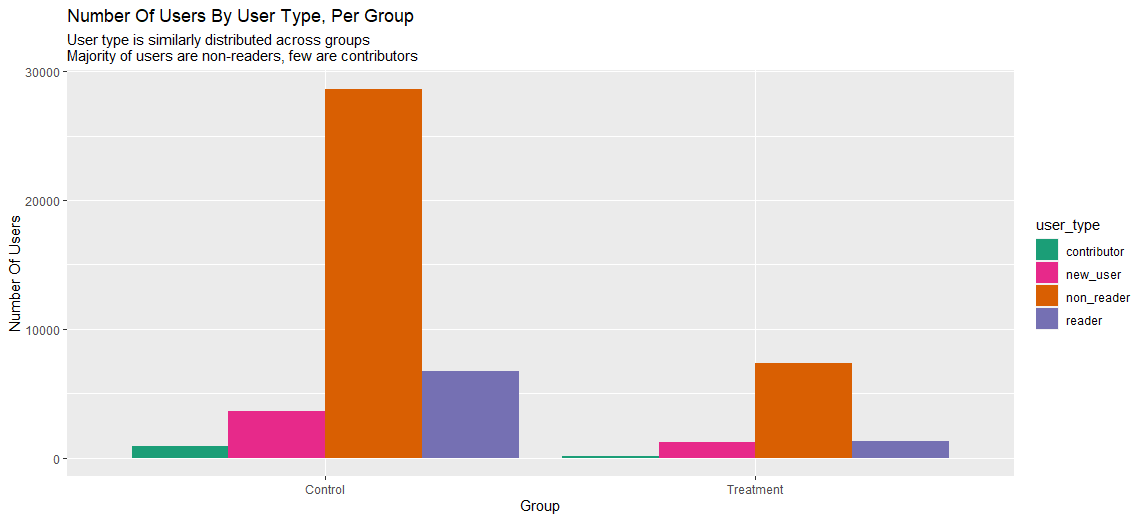 Number Of Users By User Type, Per Group
User type is similarly distributed across groups
Majority of users are non-readers, few are contributors
Number Of Users
30000
20000
10000
0
Control
Treatment
Group
user_type
contributor
new_user
non_reader
reader